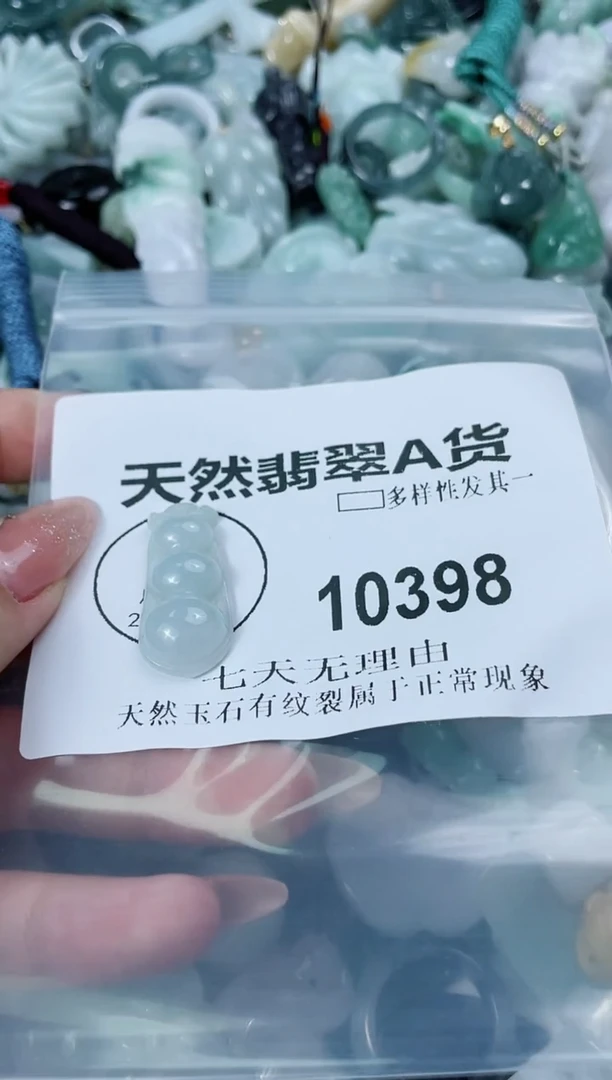 天然翡翠A货
多样性发其一
10398
2
七天无理由
天然玉石有纹裂属于正常现象